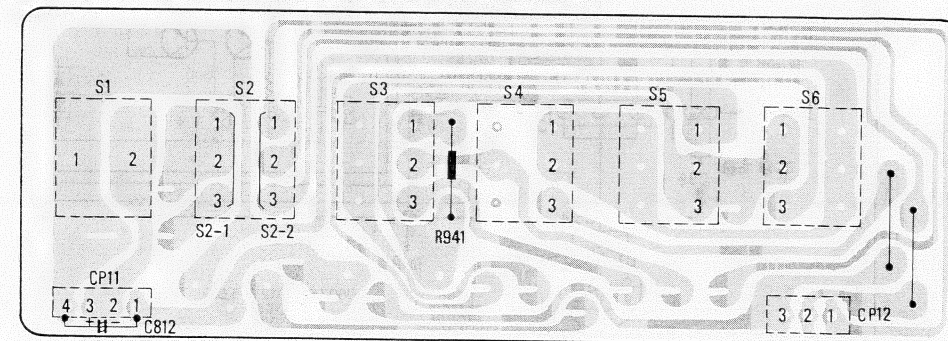 S1 S2 S3 S4 S5 S6
1 1 1 1 1 1 1
1 2 2 2 2 2 2 2 2
3 3 3 3 3 3
S2-1 S2-2 R941
CP11
4 3 2 1
+ - C812
3 2 1 CP12